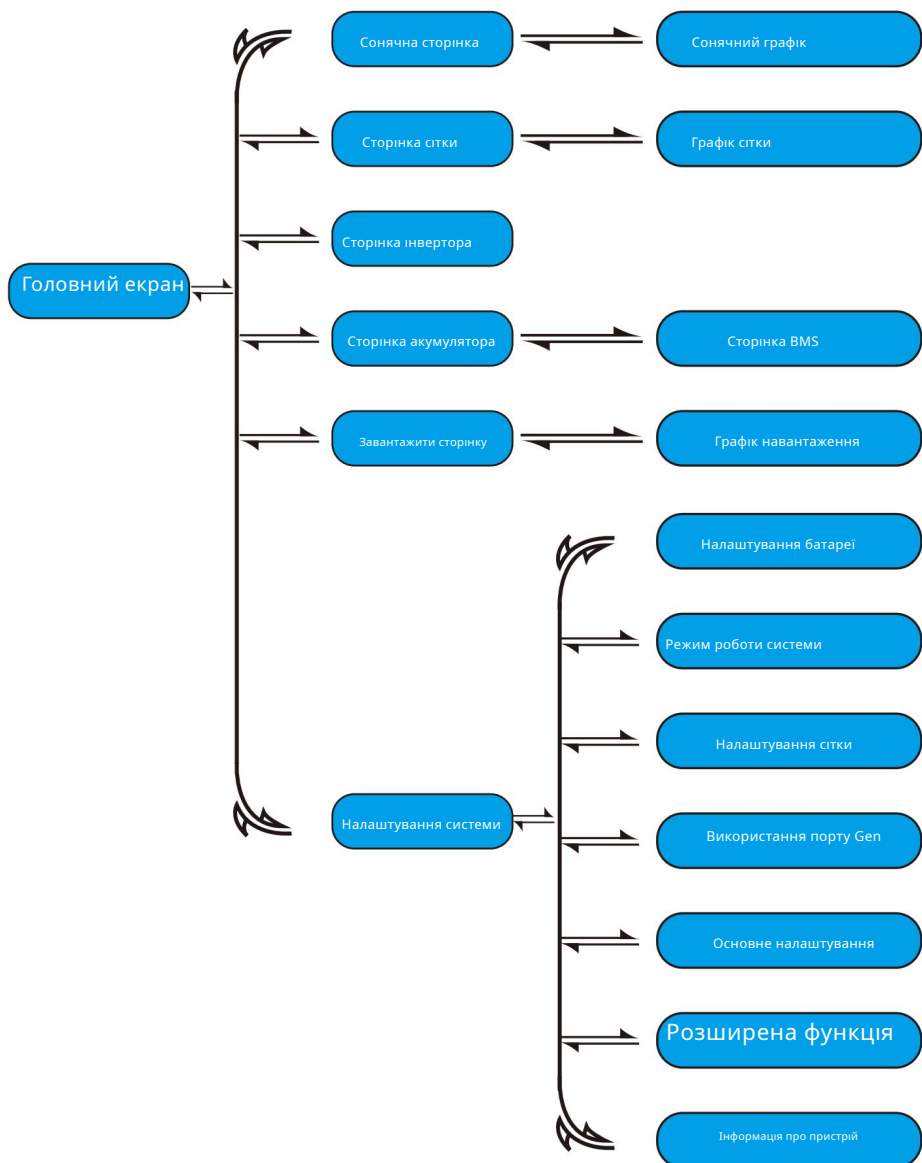 Сонячна сторінка
Сонячний графік
Сторінка сітки
Графік сітки
Сторінка інвертора
Головний екран
Сторінка акумулятора
Сторінка BMS
Завантажити сторінку
Графік навантаження
Налаштування батареї
Режим роботи системи
Налаштування сітки
Налаштування системи
Використання порту Gen
Основне налаштування
Розширена функція
Інформація про пристрій